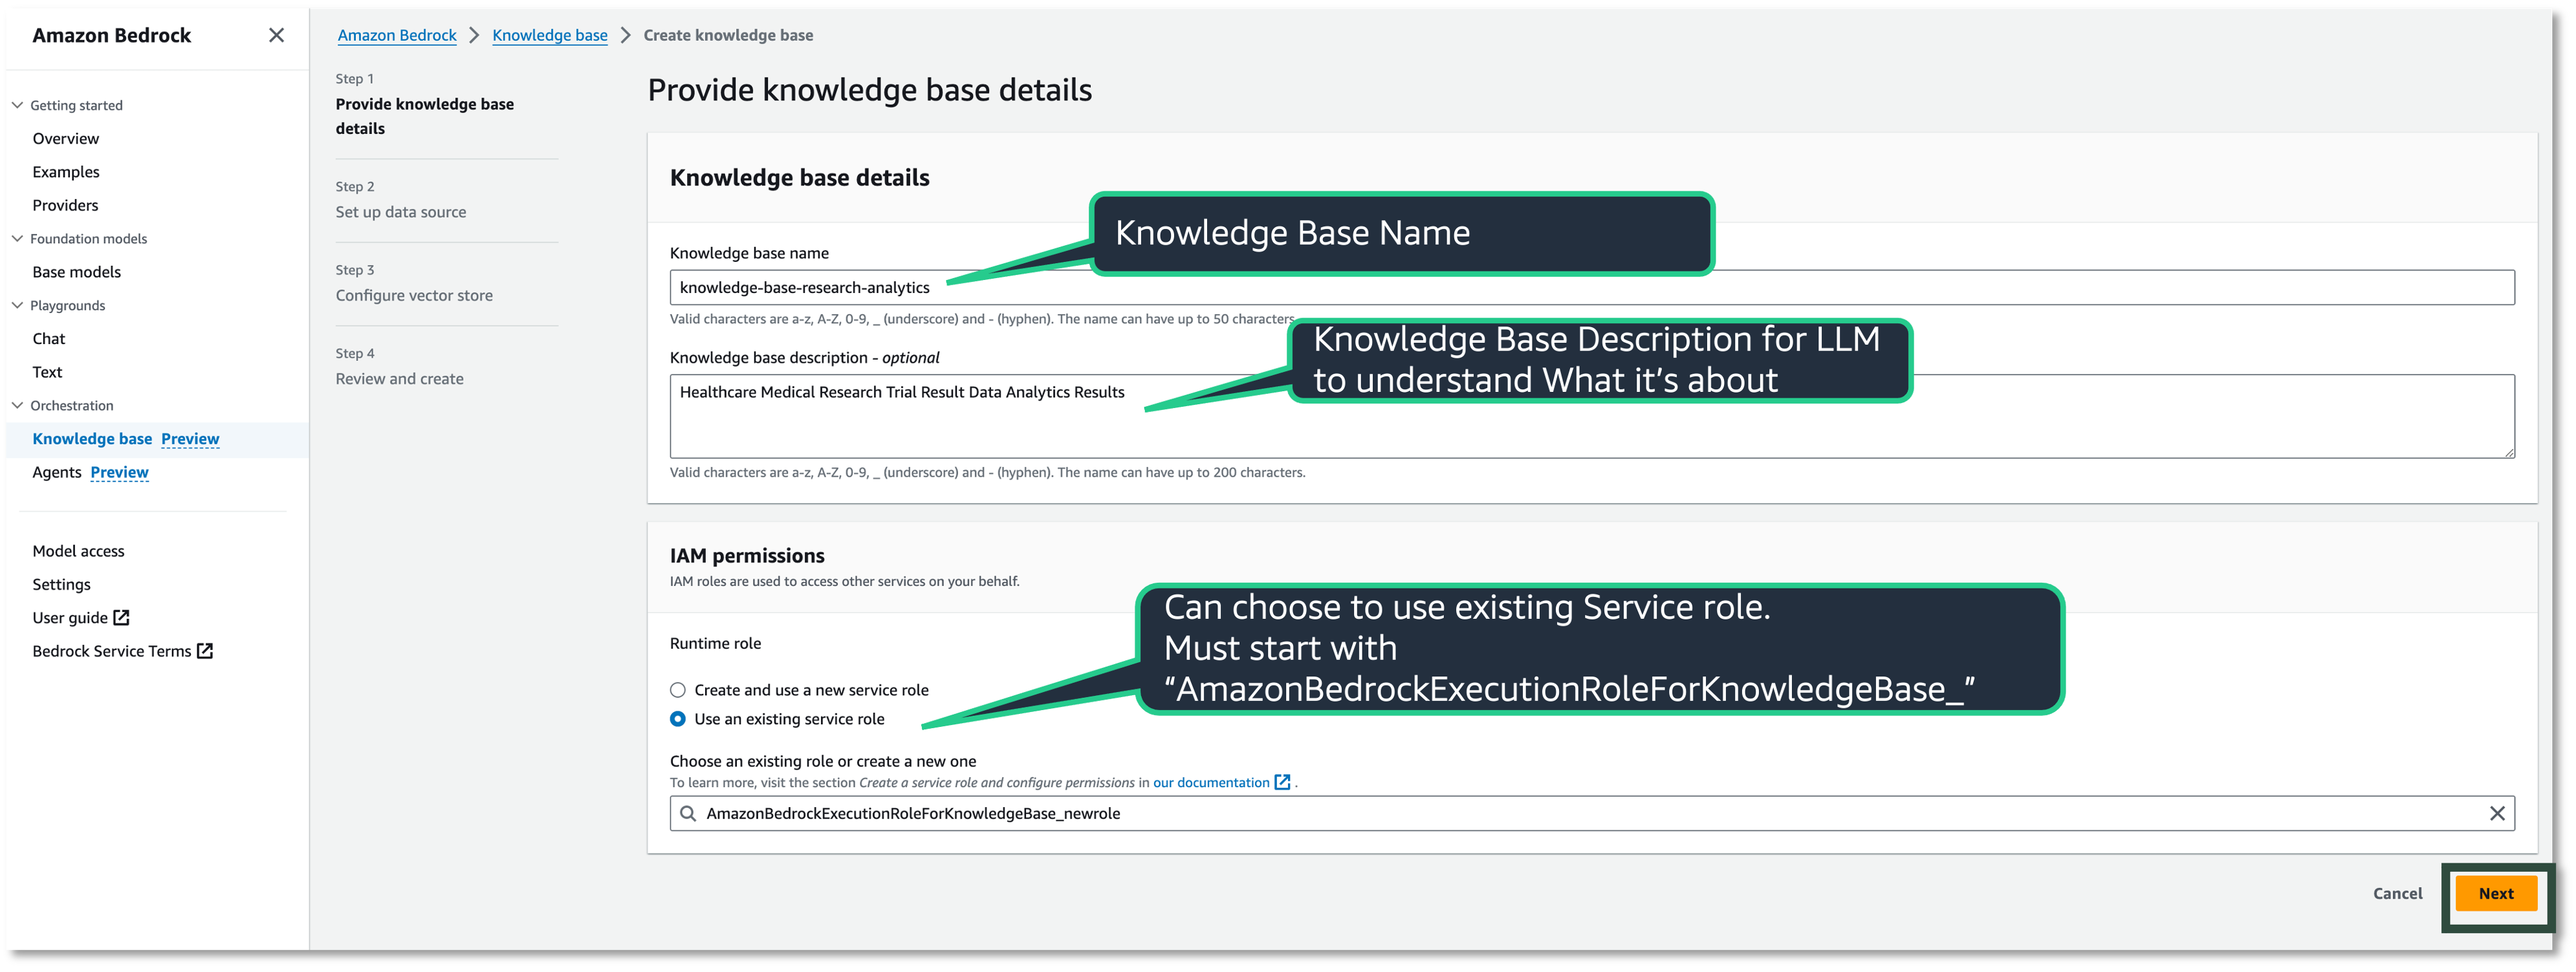 Amazon Bedrock
Getting started
Overview
Examples
Providers
Foundation models
Base models
Playgrounds
Chat
Text
Orchestration
Knowledge base Preview
Agents Preview
Model access
Settings
User guide
Bedrock Service Terms
Amazon Bedrock > Knowledge base > Create knowledge base
Step 1
Provide knowledge base
details
Step 2
Set up data source
Step 3
Configure vector store
Step 4
Review and create
Provide knowledge base details
Knowledge base details
Knowledge Base Name
Knowledge base name
knowledge-base-research-analytics
Valid characters are a-z, A-Z, 0-9, _ (underscore) and - (hyphen). The name can have up to 50 characters.
Knowledge Base Description for LLM
to understand What it’s about
Knowledge base description - optional
Healthcare Medical Research Trial Result Data Analytics Results
Valid characters are a-z, A-Z, 0-9, _ (underscore) and - (hyphen). The name can have up to 200 characters.
IAM permissions
IAM roles are used to access other services on your behalf.
Can choose to use existing Service role.
Must start with
“AmazonBedrockExecutionRoleForKnowledgeBase_”
Runtime role
Create and use a new service role
Use an existing service role
Choose an existing role or create a new one
To learn more, visit the section Create a service role and configure permissions in our documentation .
AmazonBedrockExecutionRoleForKnowledgeBase_newrole
Cancel
Next